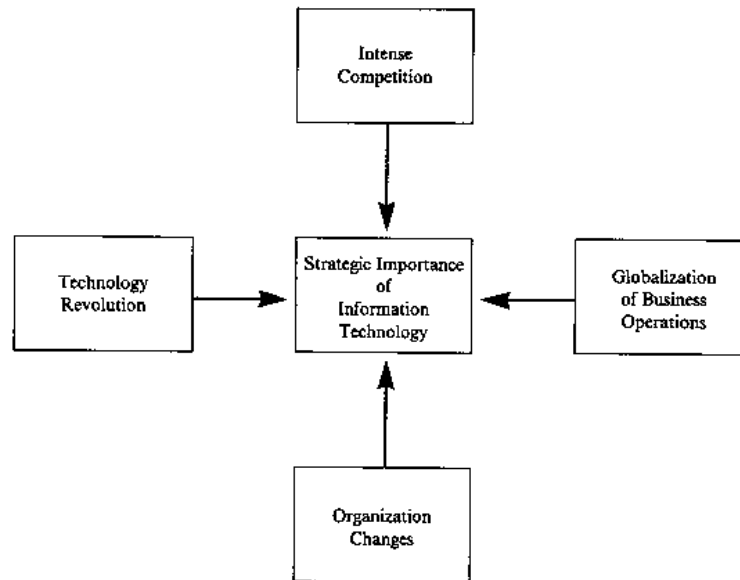 Intense
Competition
Technology
Revolution
Strategic Importance
of
Information
Technology
Globalization
of Business
Operations
Organization
Changes